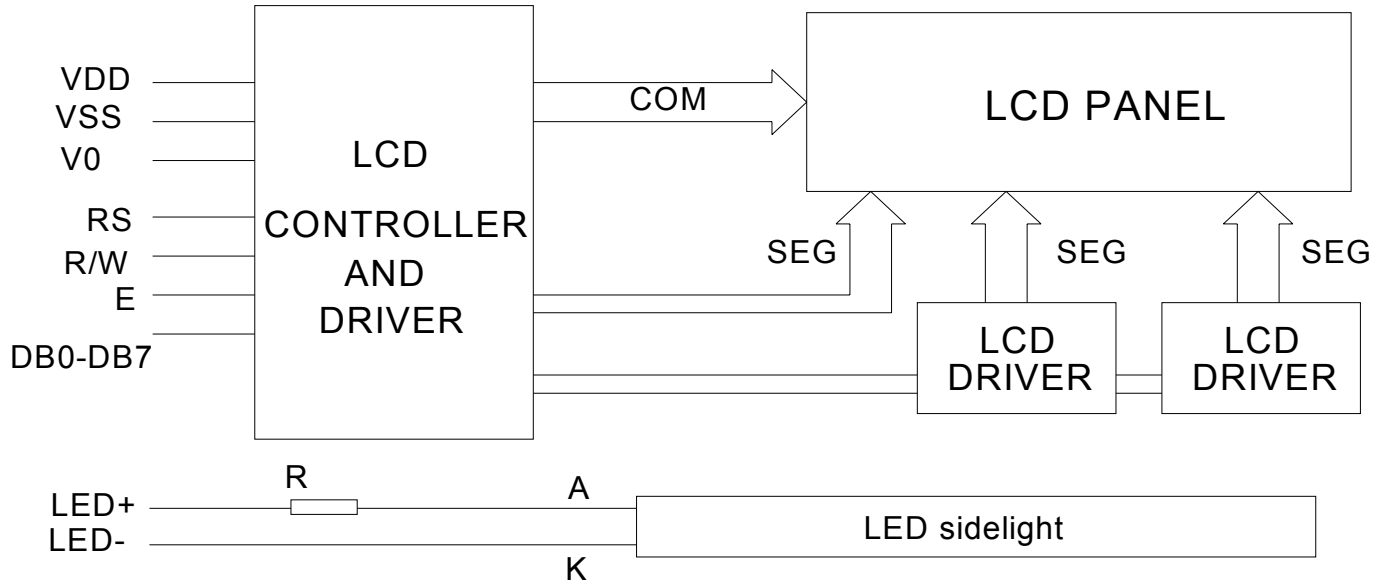 VDD
VSS
V0
RS
R/W
E
DB0-DB7
LCD
CONTROLLER
AND
DRIVER
COM
LCD PANEL
SEG
SEG
SEG
LCD
DRIVER
LCD
DRIVER
LED+
LED-
R
A
K
LED sidelight